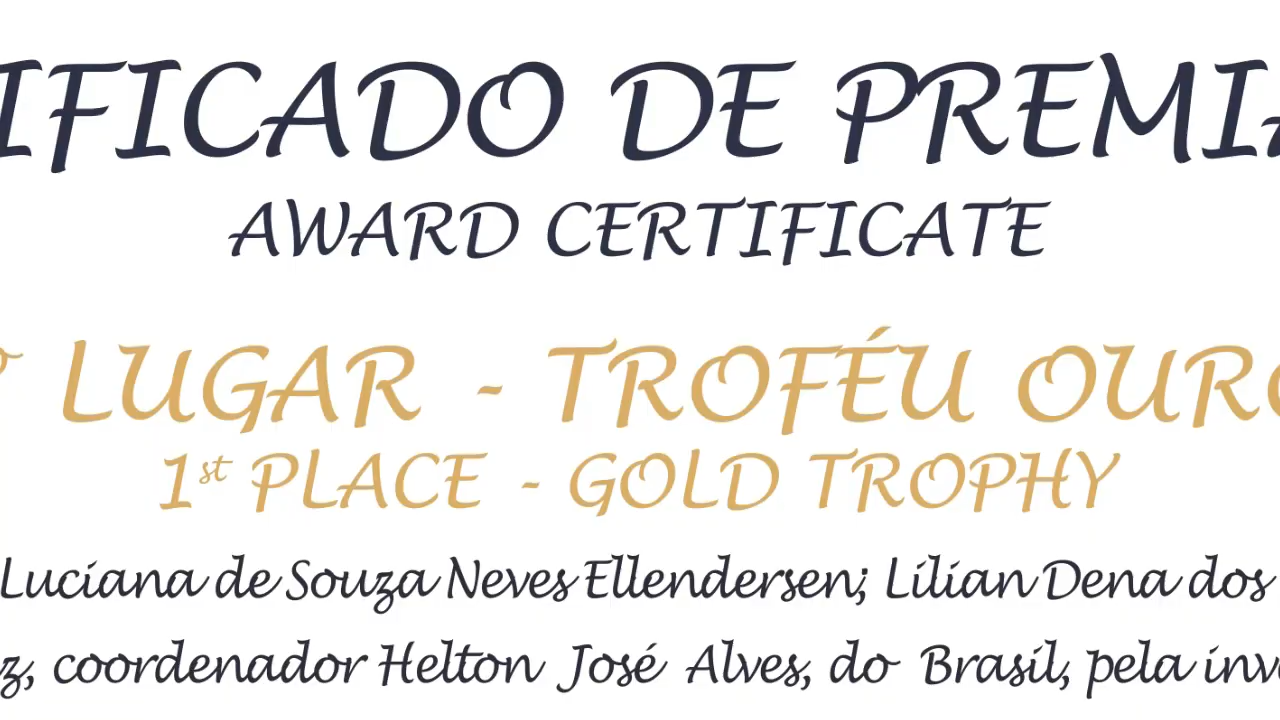 IFICADO DE PREMIA
AWARD CERTIFICATE
º LUGAR - TROFÉU OURO
1st PLACE - GOLD TROPHY
Luciana de Souza Neves Ellendersen; Lilian Dena dos
z, coordenador Helton José Alves, do Brasil, pela inv